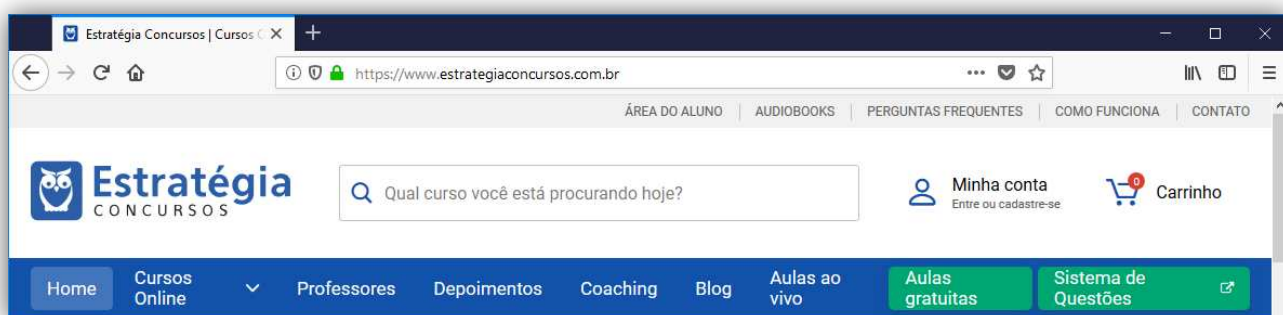 Estratégia Concursos | Cursos
https://www.estrategiaconcursos.com.br
ÁREA DO ALUNO | AUDIOBOOKS | PERGUNTAS FREQUENTES | COMO FUNCIONA | CONTATO
Estratégia
CONCURSOS
Qual curso você está procurando hoje?
Minha conta
Entre ou cadastre-se
0
Carrinho
Home
Cursos
Online
Professores
Depoimentos
Coaching
Blog
Aulas ao
vivo
Aulas
gratuitas
Sistema de
Questões